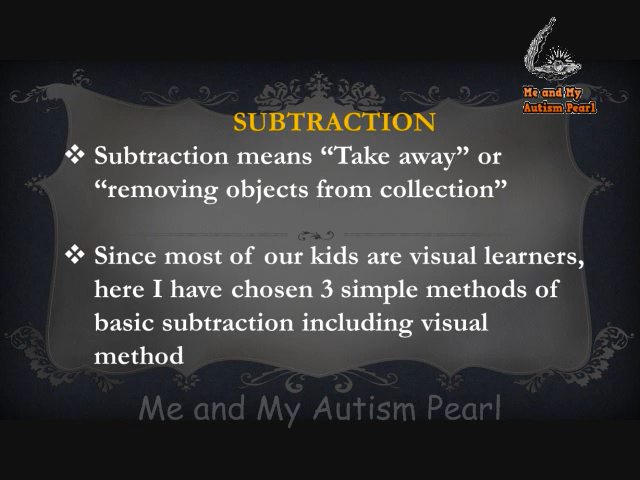 Me and My
Autism Pearl
SUBTRACTION
❖ Subtraction means “Take away” or
“removing objects from collection”
❖ Since most of our kids are visual learners,
here I have chosen 3 simple methods of
basic subtraction including visual
method
Me and My Autism Pearl